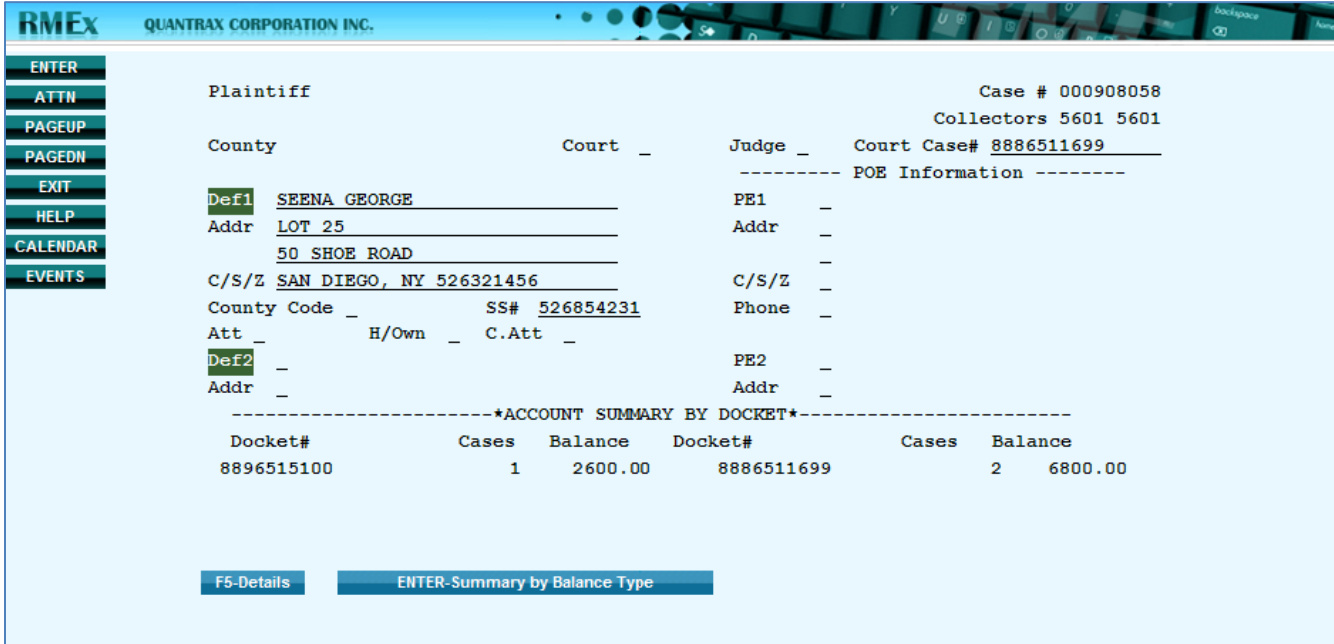 RMEx QUANTRAX CORPORATION INC.
backspace
home
Y U I O P S D
ENTER
ATTN
PAGEUP
PAGEDN
EXIT
HELP
CALENDAR
EVENTS
Plaintiff Case # 000908058
Collectors 5601 5601
County Court _ Judge _ Court Case# 8886511699
--------- POE Information --------
Def1 SEENA GEORGE PE1 _
Addr LOT 25 Addr _
50 SHOE ROAD _
C/S/Z SAN DIEGO, NY 526321456 C/S/Z _
County Code _ SS# 526854231 Phone _
Att _ H/Own _ C.Att _
Def2 _ PE2 _
Addr _ Addr _
-----------------------*ACCOUNT SUMMARY BY DOCKET*------------------------
Docket# Cases Balance Docket# Cases Balance
8896515100 1 2600.00 8886511699 2 6800.00
F5-Details ENTER-Summary by Balance Type